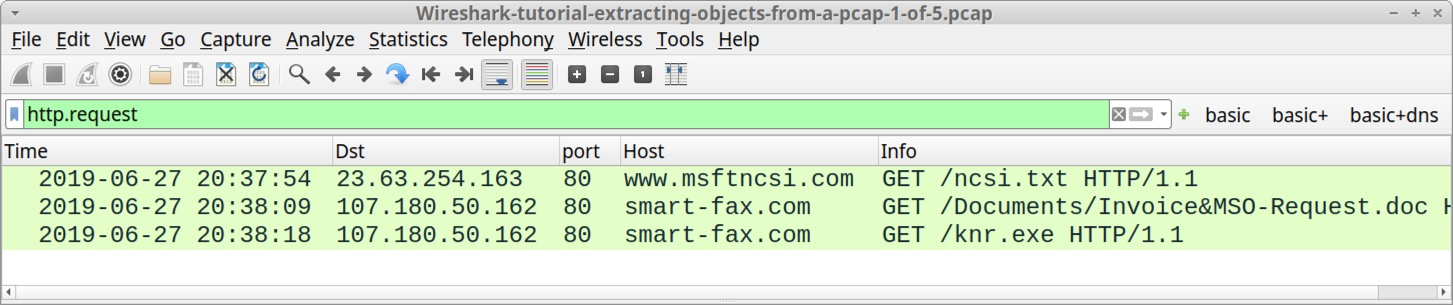 Wireshark-tutorial-extracting-objects-from-a-pcap-1-of-5.pcap
File Edit View Go Capture Analyze Statistics Telephony Wireless Tools Help
http.request basic basic+ basic+dns
Time Dst port Host Info
2019-06-27 20:37:54 23.63.254.163 80 www.msftncsi.com GET /ncsi.txt HTTP/1.1
2019-06-27 20:38:09 107.180.50.162 80 smart-fax.com GET /Documents/Invoice&MSO-Request.doc H
2019-06-27 20:38:18 107.180.50.162 80 smart-fax.com GET /knr.exe HTTP/1.1